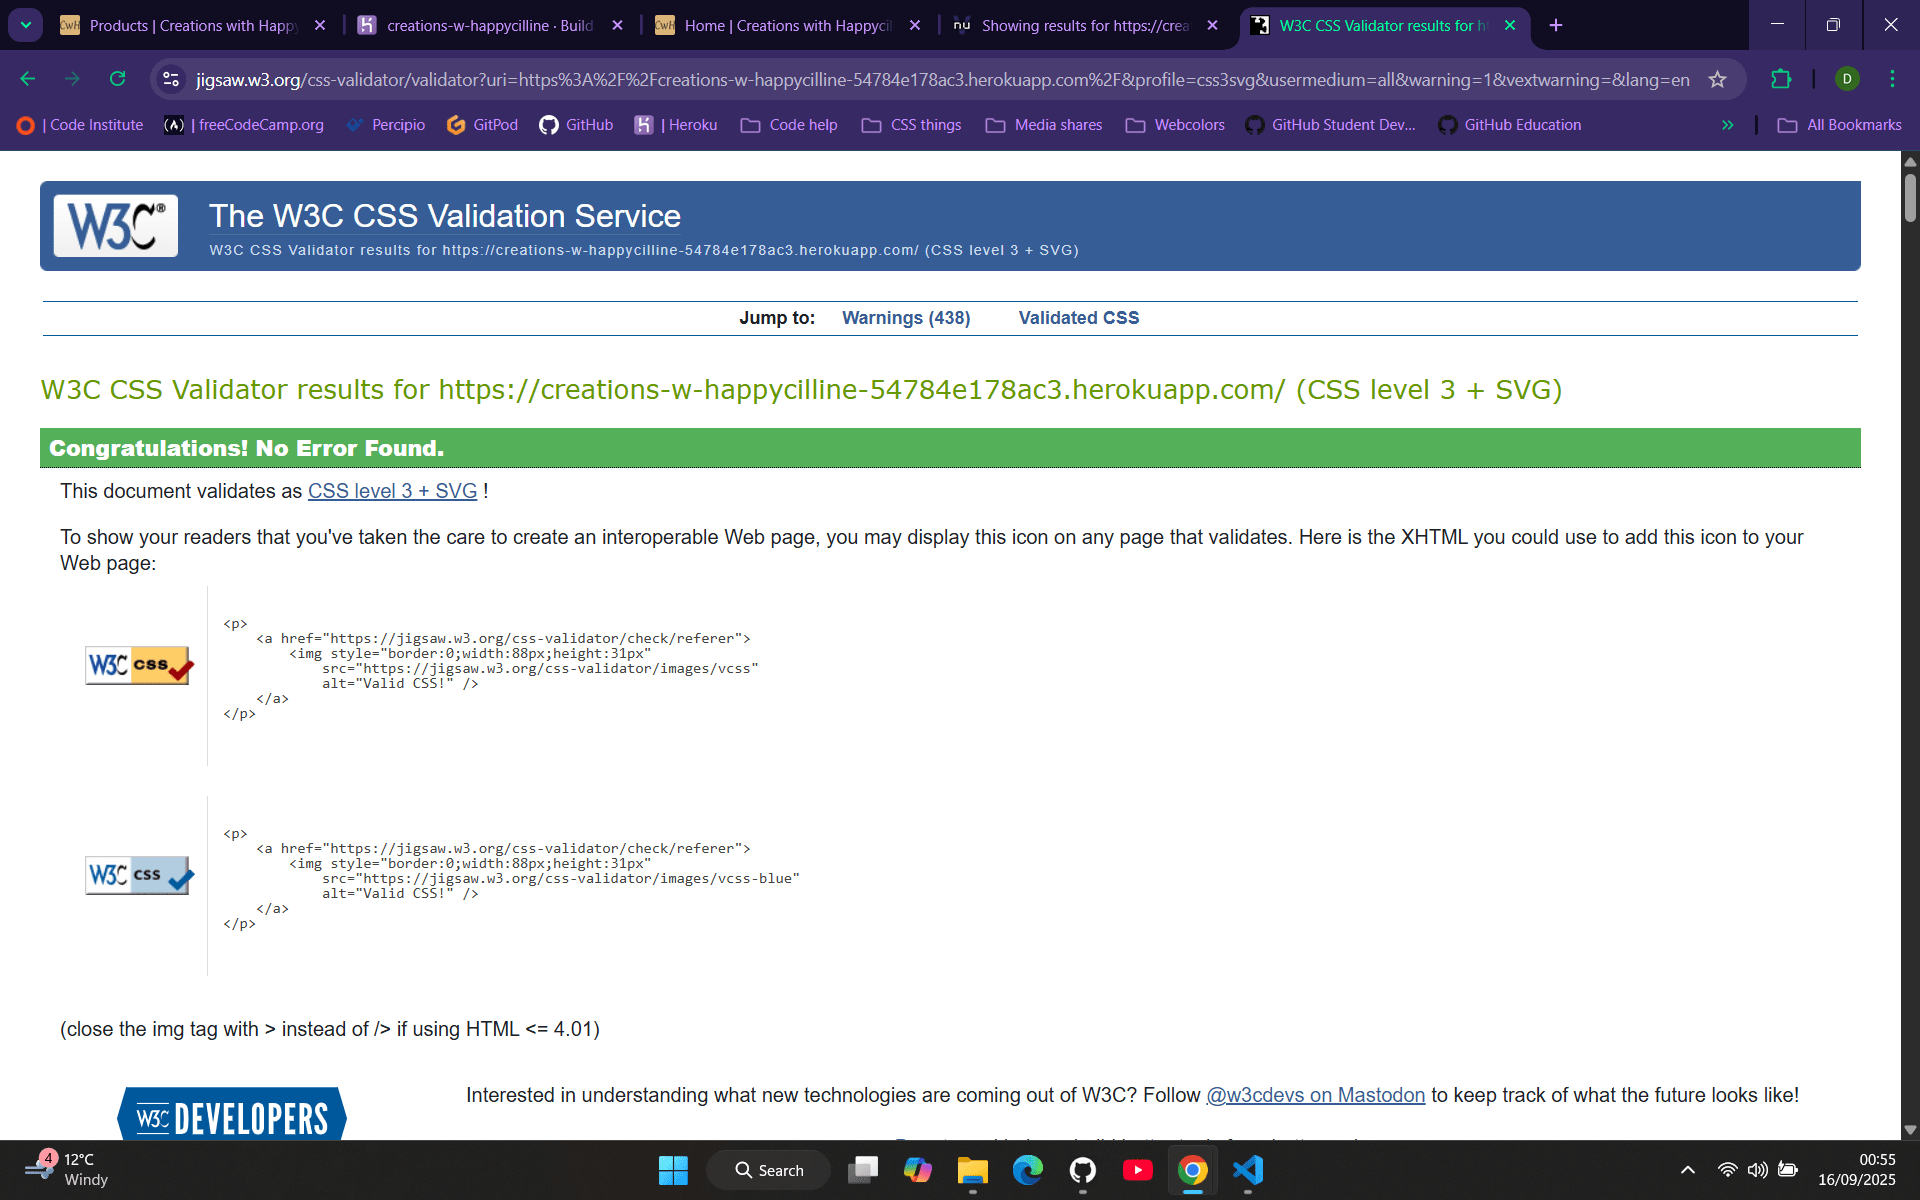 Products | Creations with Happy
creations-w-happycilline · Build
Home | Creations with Happycil
Showing results for https://crea
W3C CSS Validator results for ht
jigsaw.w3.org/css-validator/validator?uri=https%3A%2F%2Fcreations-w-happycilline-54784e178ac3.herokuapp.com%2F&profile=css3svg&usermedium=all&warning=1&vextwarning=&lang=en
D
| Code Institute
| freeCodeCamp.org
Percipio
GitPod
GitHub
| Heroku
Code help
CSS things
Media shares
Webcolors
GitHub Student Dev...
GitHub Education
All Bookmarks
W3C®
The W3C CSS Validation Service
W3C CSS Validator results for https://creations-w-happycilline-54784e178ac3.herokuapp.com/ (CSS level 3 + SVG)
Jump to: Warnings (438) Validated CSS
W3C CSS Validator results for https://creations-w-happycilline-54784e178ac3.herokuapp.com/ (CSS level 3 + SVG)
Congratulations! No Error Found.
This document validates as CSS level 3 + SVG !
To show your readers that you've taken the care to create an interoperable Web page, you may display this icon on any page that validates. Here is the XHTML you could use to add this icon to your
Web page:
W3C css
<p>
<a href="https://jigsaw.w3.org/css-validator/check/referer">
<img style="border:0;width:88px;height:31px"
src="https://jigsaw.w3.org/css-validator/images/vcss"
alt="Valid CSS!" />
</a>
</p>
W3C css
<p>
<a href="https://jigsaw.w3.org/css-validator/check/referer">
<img style="border:0;width:88px;height:31px"
src="https://jigsaw.w3.org/css-validator/images/vcss-blue"
alt="Valid CSS!" />
</a>
</p>
(close the img tag with > instead of /> if using HTML <= 4.01)
W3C DEVELOPERS
Interested in understanding what new technologies are coming out of W3C? Follow @w3cdevs on Mastodon to keep track of what the future looks like!
4
12°C
Windy
Search
00:55
16/09/2025